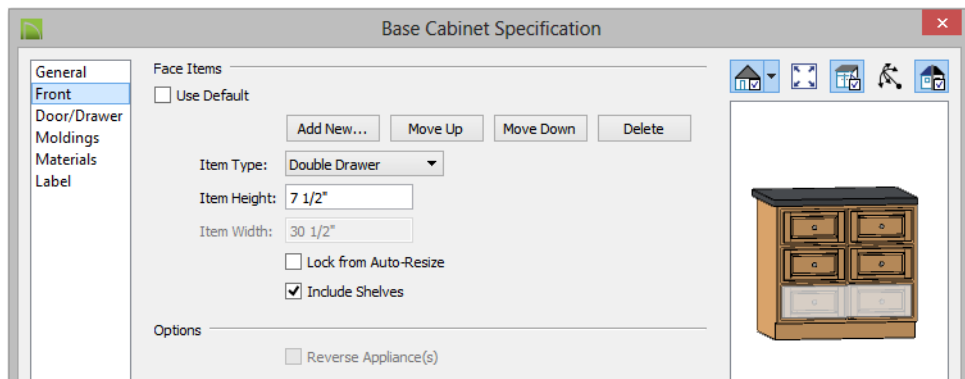 Base Cabinet Specification
General
Front
Door/Drawer
Moldings
Materials
Label
Face Items
Use Default
Add New... Move Up Move Down Delete
Item Type: Double Drawer
Item Height: 7 1/2"
Item Width: 30 1/2"
Lock from Auto-Resize
Include Shelves
Options
Reverse Appliance(s)